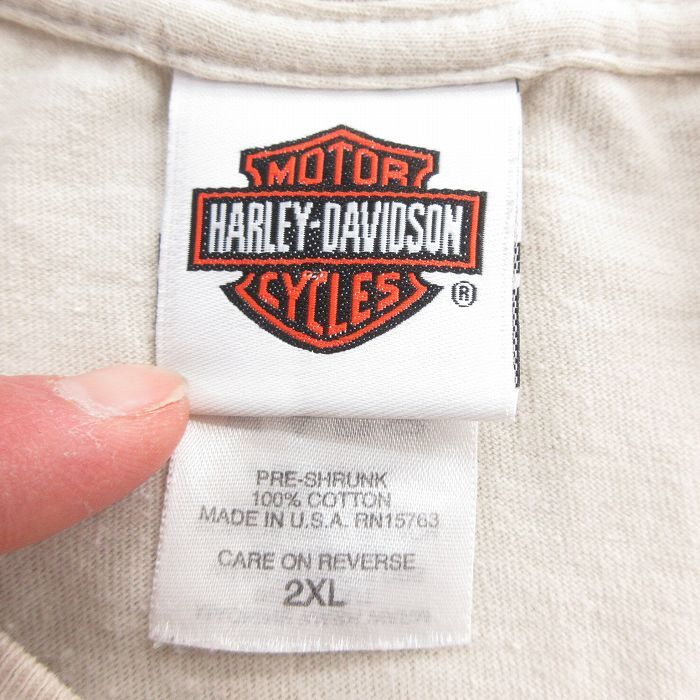 MOTOR
HARLEY-DAVIDSON
CYCLES
®
PRE-SHRUNK
100% COTTON
MADE IN U.S.A. RN15763
CARE ON REVERSE
2XL